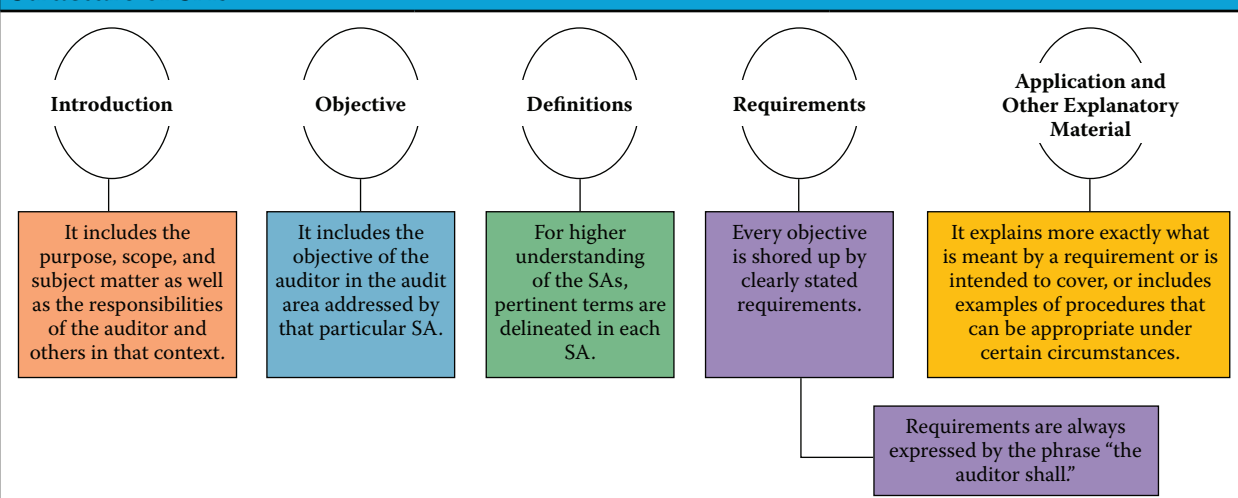 Introduction
Objective
Definitions
Requirements
Application and
Other Explanatory
Material
It includes the
purpose, scope, and
subject matter as well
as the responsibilities
of the auditor and
others in that context.
It includes the
objective of the
auditor in the audit
area addressed by
that particular SA.
For higher
understanding
of the SAs,
pertinent terms are
delineated in each
SA.
Every objective
is shored up by
clearly stated
requirements.
It explains more exactly what
is meant by a requirement or is
intended to cover, or includes
examples of procedures that
can be appropriate under
certain circumstances.
Requirements are always
expressed by the phrase “the
auditor shall.”